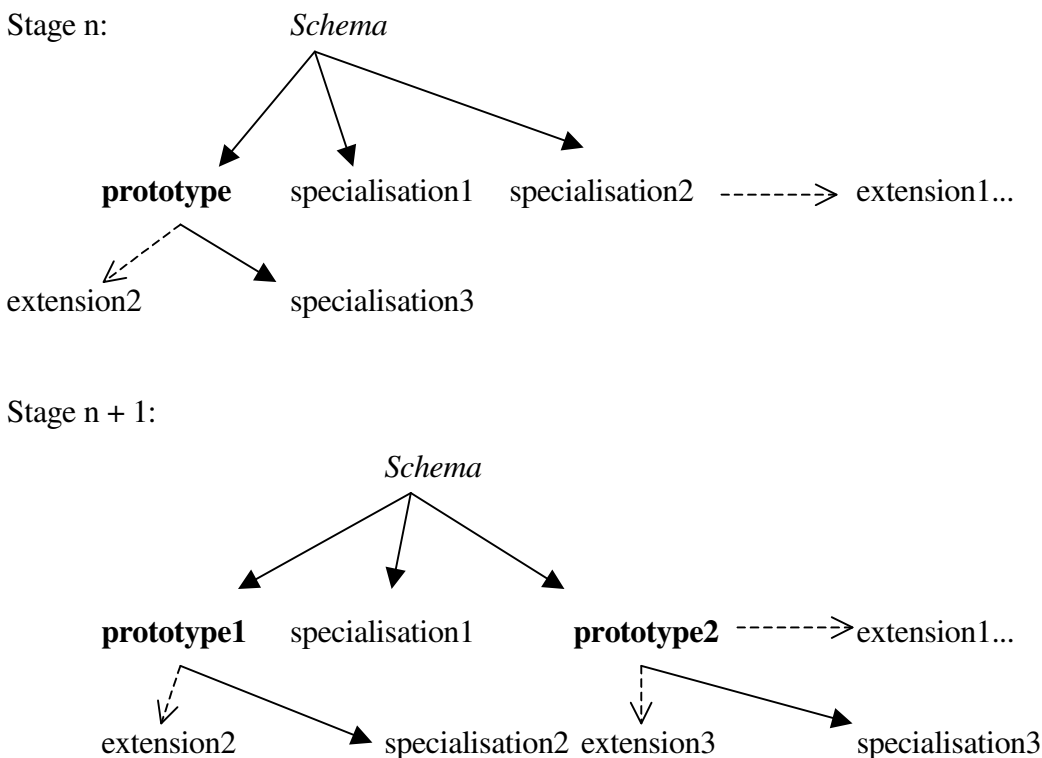 Stage n: Schema
prototype specialisation1 specialisation2 extension1...
extension2 specialisation3
Stage n + 1:
Schema
prototype1 specialisation1 prototype2 extension1...
extension2 specialisation2 extension3 specialisation3